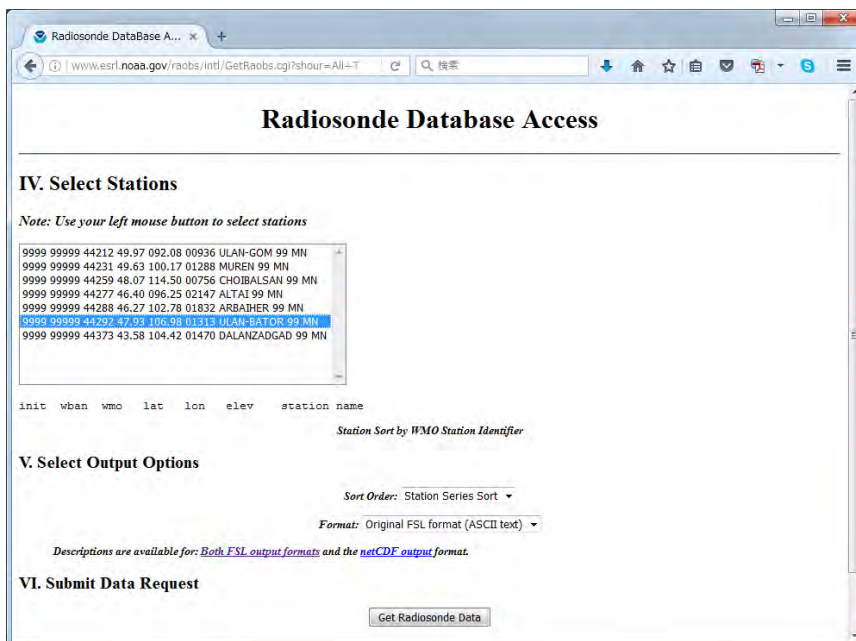 Radiosonde DataBase A...
www.esrl.noaa.gov/raobs/intl/GetRaobs.cgi?shour=All+T
検索
Radiosonde Database Access
IV. Select Stations
Note: Use your left mouse button to select stations
9999 99999 44212 49.97 092.08 00936 ULAN-GOM 99 MN
9999 99999 44231 49.63 100.17 01288 MUREN 99 MN
9999 99999 44259 48.07 114.50 00756 CHOIBALSAN 99 MN
9999 99999 44277 46.40 096.25 02147 ALTAI 99 MN
9999 99999 44288 46.27 102.78 01832 ARBAIHER 99 MN
9999 99999 44292 47.93 106.98 01313 ULAN-BATOR 99 MN
9999 99999 44373 43.58 104.42 01470 DALANZADGAD 99 MN
init wban wmo lat lon elev station name
Station Sort by WMO Station Identifier
V. Select Output Options
Sort Order: Station Series Sort
Format: Original FSL format (ASCII text)
Descriptions are available for: Both FSL output formats and the netCDF output format.
VI. Submit Data Request
Get Radiosonde Data